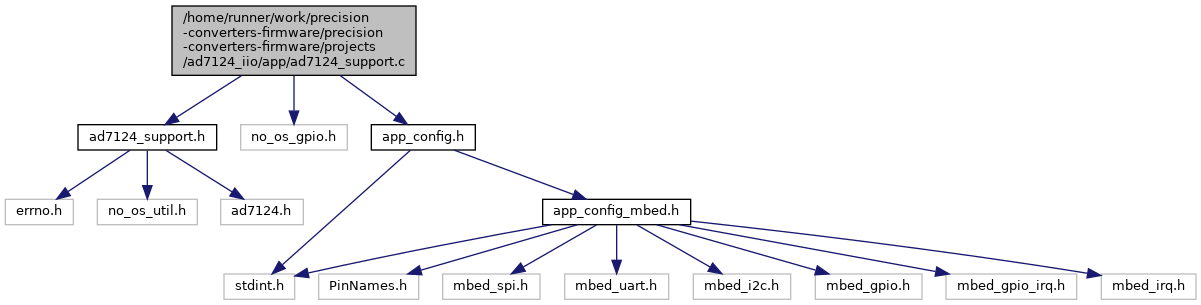 /home/runner/work/precision
-converters-firmware/precision
-converters-firmware/projects
/ad7124_iio/app/ad7124_support.c
ad7124_support.h
no_os_gpio.h
app_config.h
errno.h
no_os_util.h
ad7124.h
app_config_mbed.h
stdint.h
PinNames.h
mbed_spi.h
mbed_uart.h
mbed_i2c.h
mbed_gpio.h
mbed_gpio_irq.h
mbed_irq.h